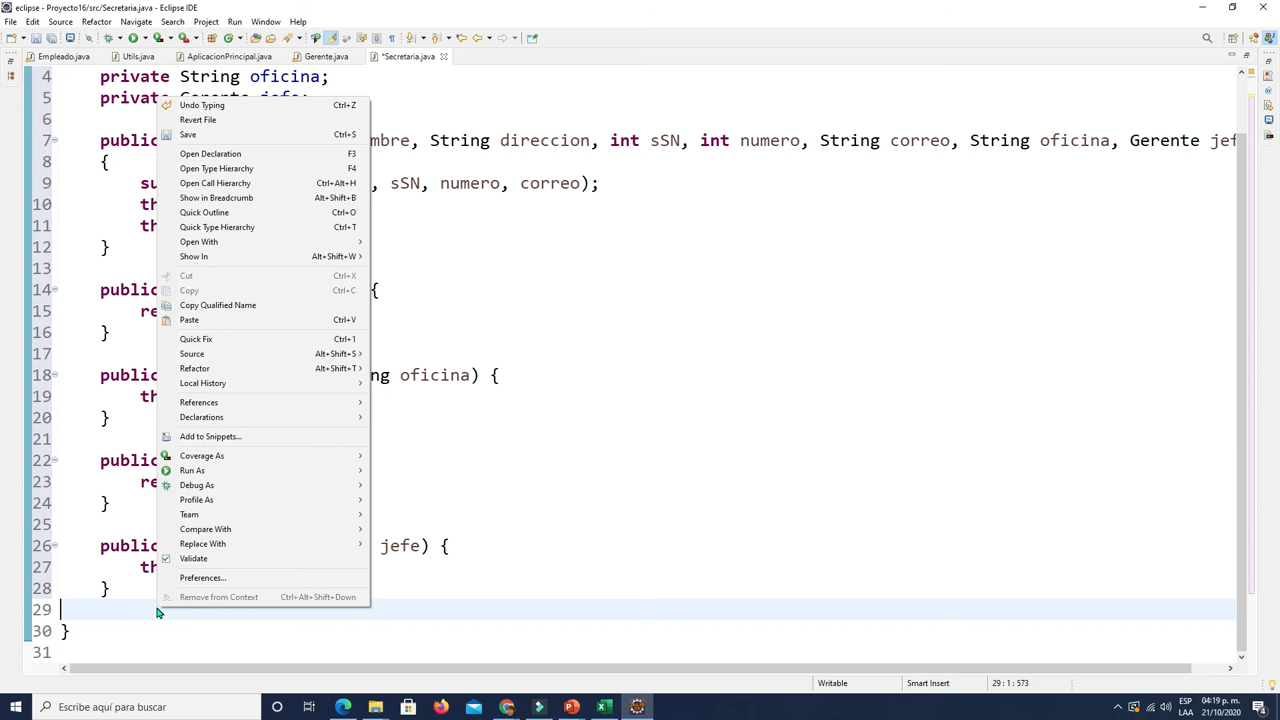 eclipse - Proyecto16/src/Secretaria.java - Eclipse IDE
File Edit Source Refactor Navigate Search Project Run Window Help
Empleado.java Utils.java AplicacionPrincipal.java Gerente.java *Secretaria.java
4 private String oficina;
5 private Gerente jefe;
6
7 public mbre, String direccion, int sSN, int numero, String correo, String oficina, Gerente jef
8 {
9 su , sSN, numero, correo);
10 th
11 th
12 }
13
14 public {
15 re
16 }
17
18 public ng oficina) {
19 th
20 }
21
22 public
23 re
24 }
25
26 public jefe) {
27 th
28 }
29
30 }
31
Undo Typing Ctrl+Z
Revert File
Save Ctrl+S
Open Declaration F3
Open Type Hierarchy F4
Open Call Hierarchy Ctrl+Alt+H
Show in Breadcrumb Alt+Shift+B
Quick Outline Ctrl+O
Quick Type Hierarchy Ctrl+T
Open With
Show In Alt+Shift+W
Cut Ctrl+X
Copy Ctrl+C
Copy Qualified Name
Paste Ctrl+V
Quick Fix Ctrl+1
Source Alt+Shift+S
Refactor Alt+Shift+T
Local History
References
Declarations
Add to Snippets...
Coverage As
Run As
Debug As
Profile As
Team
Compare With
Replace With
Validate
Preferences...
Remove from Context Ctrl+Alt+Shift+Down
Writable Smart Insert 29 : 1 : 573
Escribe aquí para buscar
ESP 04:19 p. m.
LAA 21/10/2020
4